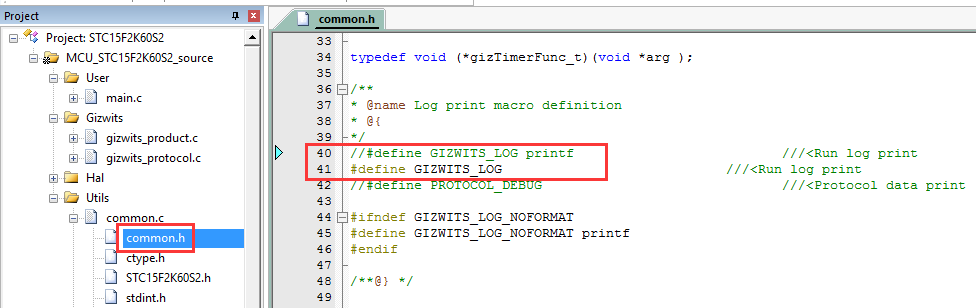 Project
Project: STC15F2K60S2
MCU_STC15F2K60S2_source
User
main.c
Gizwits
gizwits_product.c
gizwits_protocol.c
Hal
Utils
common.c
common.h
ctype.h
STC15F2K60S2.h
stdint.h
common.h
33
34 typedef void (*gizTimerFunc_t)(void *arg );
35
36 /**
37 * @name Log print macro definition
38 * @{
39 */
40 //#define GIZWITS_LOG printf ///<Run log print
41 #define GIZWITS_LOG ///<Run log print
42 //#define PROTOCOL_DEBUG ///<Protocol data print
43
44 #ifndef GIZWITS_LOG_NOFORMAT
45 #define GIZWITS_LOG_NOFORMAT printf
46 #endif
47
48 /**@} */
49